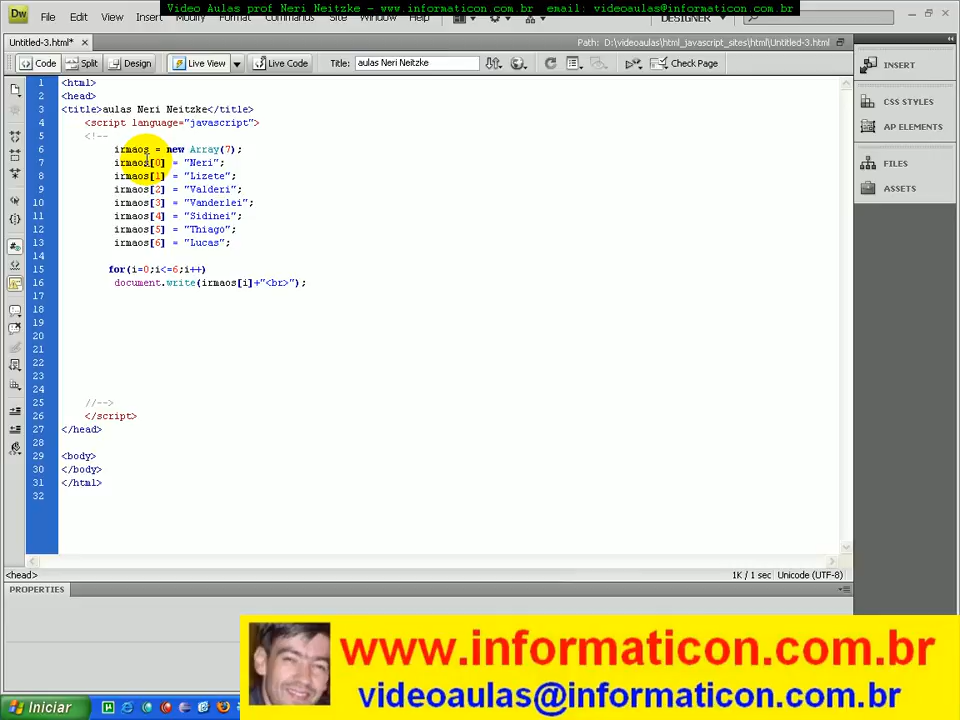 Video Aulas prof Neri Neitzke - www.informaticon.com.br email: videoaulas@informaticon.com.br
Dw File Edit View Insert Modify Format Commands Site Window Help DESIGNER
Untitled-3.html* Path: D:\videoaulas\html_javascript_sites\html\Untitled-3.html
Code Split Design Live View Live Code Title: aulas Neri Neitzke Check Page
1 <html>
2 <head>
3 <title>aulas Neri Neitzke</title>
4 <script language="javascript">
5 <!--
6 irmaos = new Array(7);
7 irmaos[0] = "Neri";
8 irmaos[1] = "Lizete";
9 irmaos[2] = "Valderi";
10 irmaos[3] = "Vanderlei";
11 irmaos[4] = "Sidinei";
12 irmaos[5] = "Thiago";
13 irmaos[6] = "Lucas";
14
15 for(i=0;i<=6;i++)
16 document.write(irmaos[i]+"<br>");
17
18
19
20
21
22
23
24
25 //-->
26 </script>
27 </head>
28
29 <body>
30 </body>
31 </html>
32
INSERT
CSS STYLES
AP ELEMENTS
FILES
ASSETS
<head> 1K / 1 sec Unicode (UTF-8)
PROPERTIES
www.informaticon.com.br
videoaulas@informaticon.com.br
Iniciar